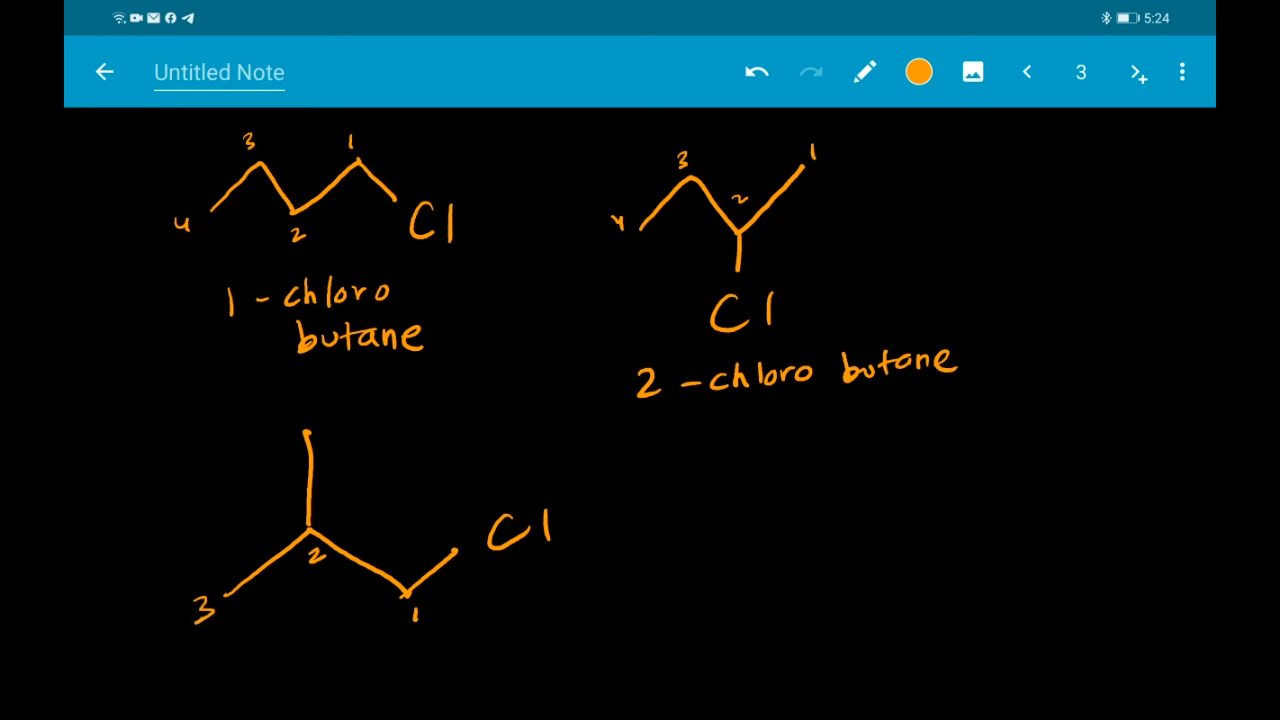 5:24
Untitled Note
3
3 1
4 2 Cl
1 - chloro
butane
3 1
4 2
Cl
2 - chloro butane
Cl
2
3 1